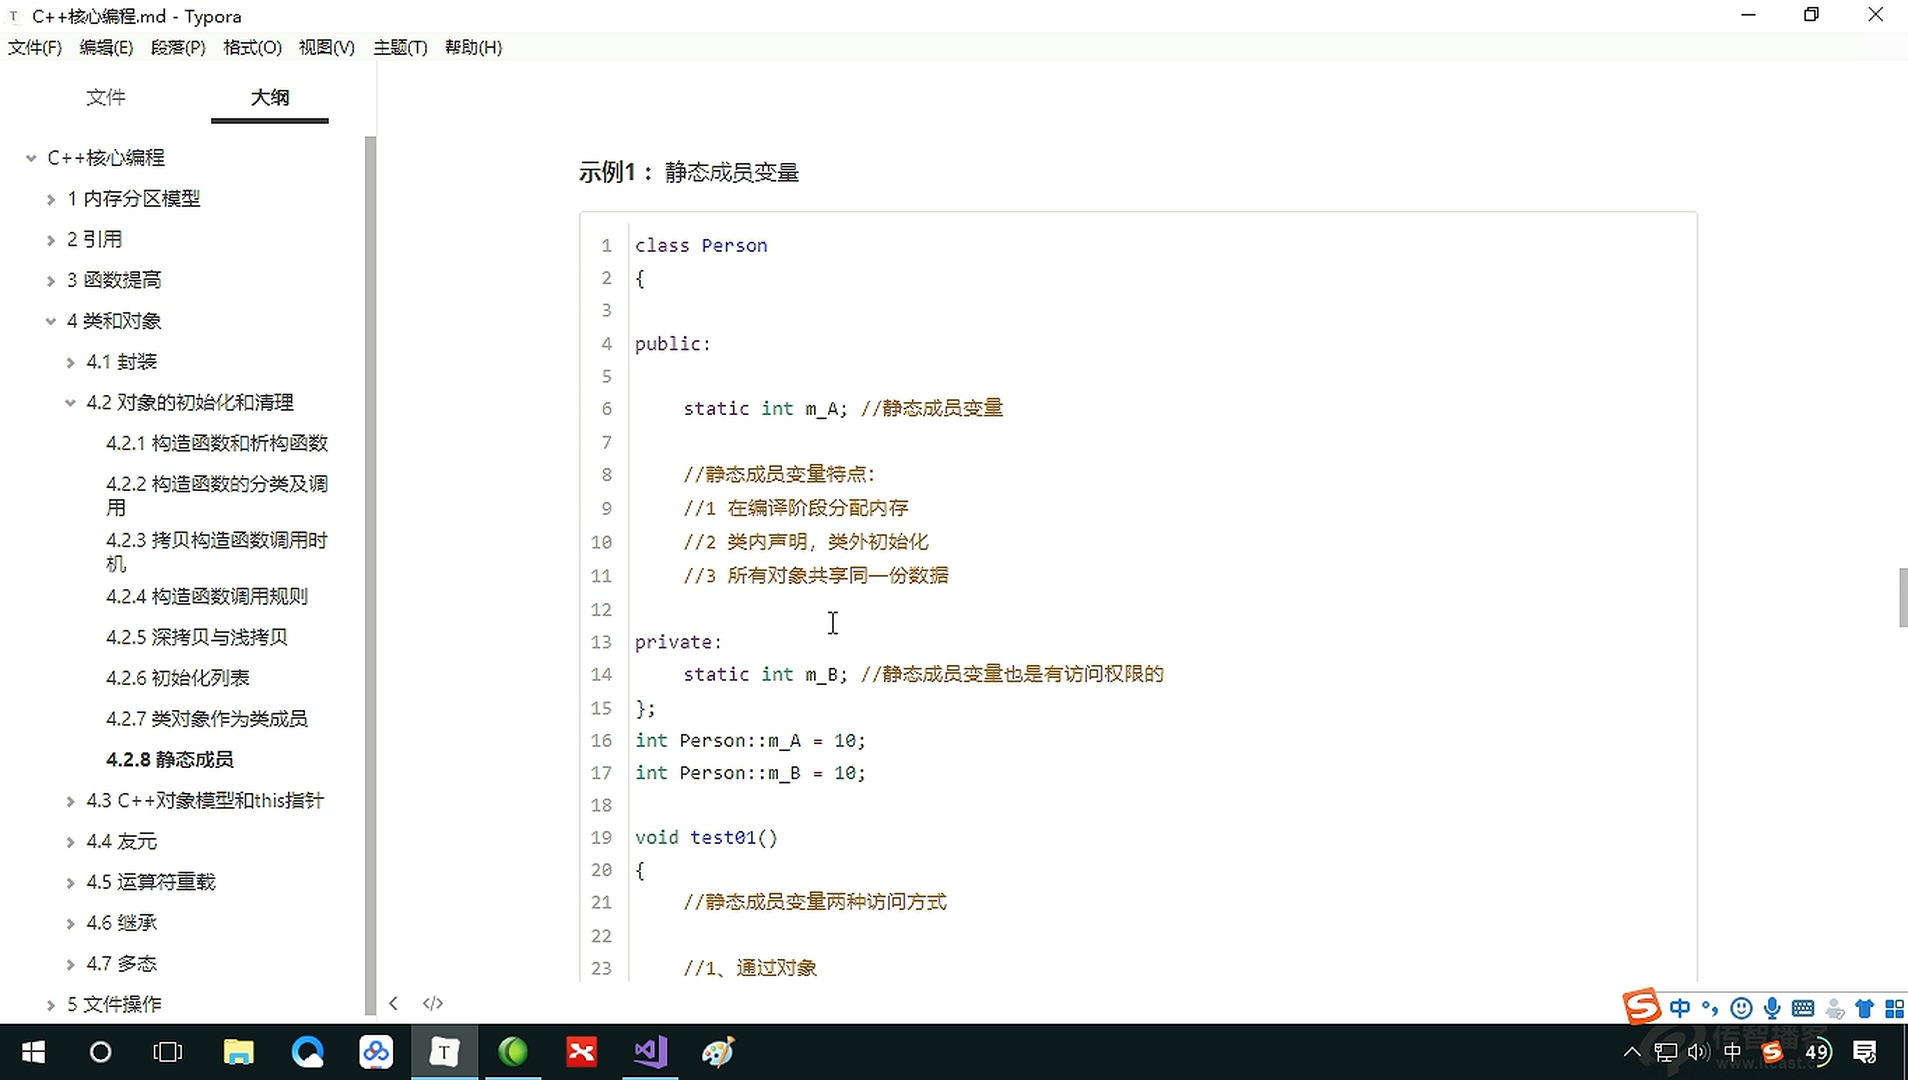 C++核心编程.md - Typora
文件(F) 编辑(E) 段落(P) 格式(O) 视图(V) 主题(T) 帮助(H)
文件 大纲
C++核心编程
1 内存分区模型
2 引用
3 函数提高
4 类和对象
4.1 封装
4.2 对象的初始化和清理
4.2.1 构造函数和析构函数
4.2.2 构造函数的分类及调
用
4.2.3 拷贝构造函数调用时
机
4.2.4 构造函数调用规则
4.2.5 深拷贝与浅拷贝
4.2.6 初始化列表
4.2.7 类对象作为类成员
4.2.8 静态成员
4.3 C++对象模型和this指针
4.4 友元
4.5 运算符重载
4.6 继承
4.7 多态
5 文件操作
示例1：静态成员变量
1 class Person
2 {
3
4 public:
5
6 static int m_A; //静态成员变量
7
8 //静态成员变量特点：
9 //1 在编译阶段分配内存
10 //2 类内声明，类外初始化
11 //3 所有对象共享同一份数据
12
13 private:
14 static int m_B; //静态成员变量也是有访问权限的
15 };
16 int Person::m_A = 10;
17 int Person::m_B = 10;
18
19 void test01()
20 {
21 //静态成员变量两种访问方式
22
23 //1、通过对象
中
中 49
传智播客